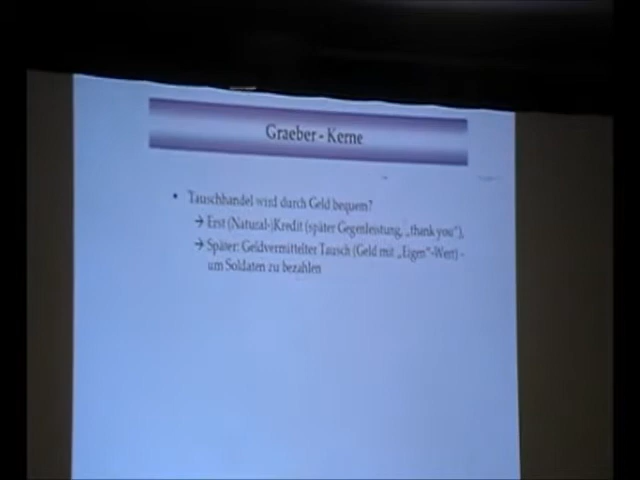 Graeber - Kerne
• Tauschhandel wird durch Geld bequem?
→ Erst (Natural-)Kredit (später Gegenleistung, „thank you“),
→ Später: Geldvermittelter Tausch (Geld mit „Eigen“-Wert) -
um Soldaten zu bezahlen